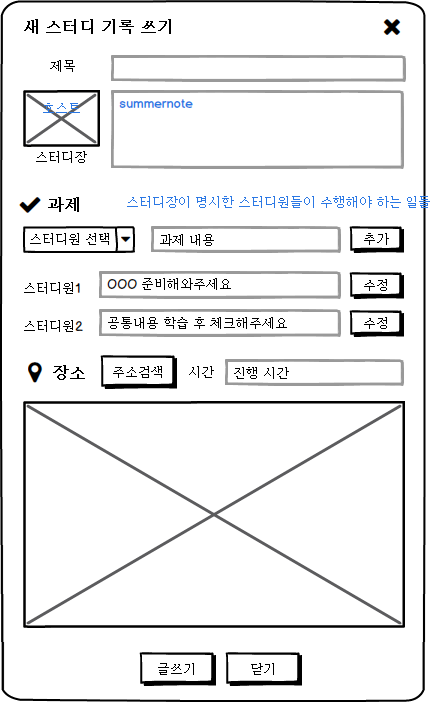 새 스터디 기록 쓰기
제목
호스트
summernote
스터디장
과제
스터디장이 명시한 스터디원들이 수행해야 하는 일들
스터디원 선택
과제 내용
추가
스터디원1
OOO 준비해와주세요
수정
스터디원2
공통내용 학습 후 체크해주세요
수정
장소
주소검색
시간
진행 시간
글쓰기
닫기